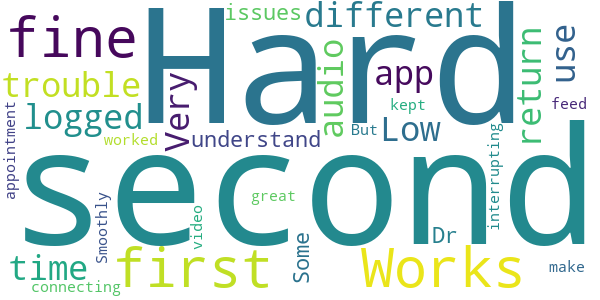 fine
Hard
issues
different
trouble
Very
audio
app
return
use
logged
understand
Low
kept
feed
appointment
worked
But
interrupting
second
Smoothly
video
great
Dr
time
first
Some
Works
make
connecting